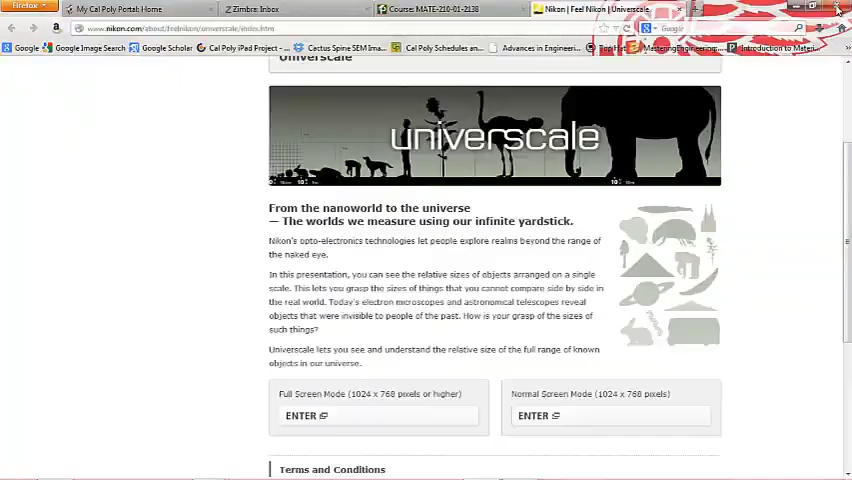 Firefox
My Cal Poly Portal: Home
Zimbra: Inbox
Course: MATE-210-01-2138
Nikon | Feel Nikon | Universcale
www.nikon.com/about/feelnikon/universcale/index.htm
Google
Google
Google Image Search
Google Scholar
Cal Poly iPad Project - ...
Cactus Spine SEM Ima...
Cal Poly Schedules an...
Advances in Engineeri...
Top Hat
MasteringEngineering...
Introduction to Materi...
Universcale
universcale
From the nanoworld to the universe
— The worlds we measure using our infinite yardstick.
Nikon's opto-electronics technologies let people explore realms beyond the range of
the naked eye.
In this presentation, you can see the relative sizes of objects arranged on a single
scale. This lets you grasp the sizes of things that you cannot compare side by side in
the real world. Today's electron microscopes and astronomical telescopes reveal
objects that were invisible to people of the past. How is your grasp of the sizes of
such things?
Universcale lets you see and understand the relative size of the full range of known
objects in our universe.
Full Screen Mode (1024 x 768 pixels or higher)
ENTER
Normal Screen Mode (1024 x 768 pixels)
ENTER
Terms and Conditions